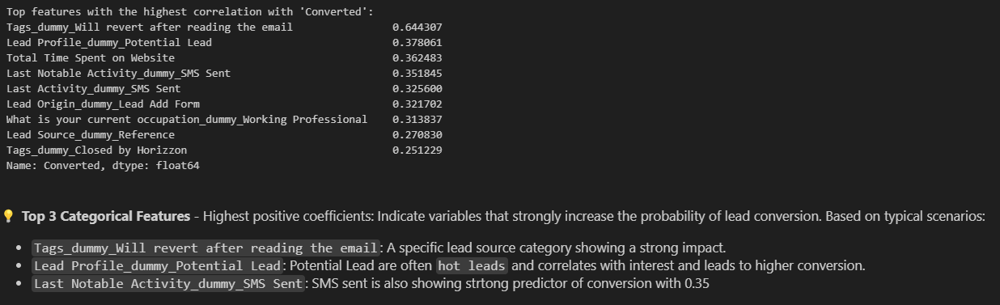 Top features with the highest correlation with 'Converted':
Tags_dummy_Will revert after reading the email 0.644307
Lead Profile_dummy_Potential Lead 0.378061
Total Time Spent on Website 0.362483
Last Notable Activity_dummy_SMS Sent 0.351845
Last Activity_dummy_SMS Sent 0.325600
Lead Origin_dummy_Lead Add Form 0.321702
What is your current occupation_dummy_Working Professional 0.313837
Lead Source_dummy_Reference 0.270830
Tags_dummy_Closed by Horizzon 0.251229
Name: Converted, dtype: float64
💡 Top 3 Categorical Features - Highest positive coefficients: Indicate variables that strongly increase the probability of lead conversion. Based on typical scenarios:
• Tags_dummy_Will revert after reading the email: A specific lead source category showing a strong impact.
• Lead Profile_dummy_Potential Lead: Potential Lead are often hot leads and correlates with interest and leads to higher conversion.
• Last Notable Activity_dummy_SMS Sent: SMS sent is also showing strtong predictor of conversion with 0.35